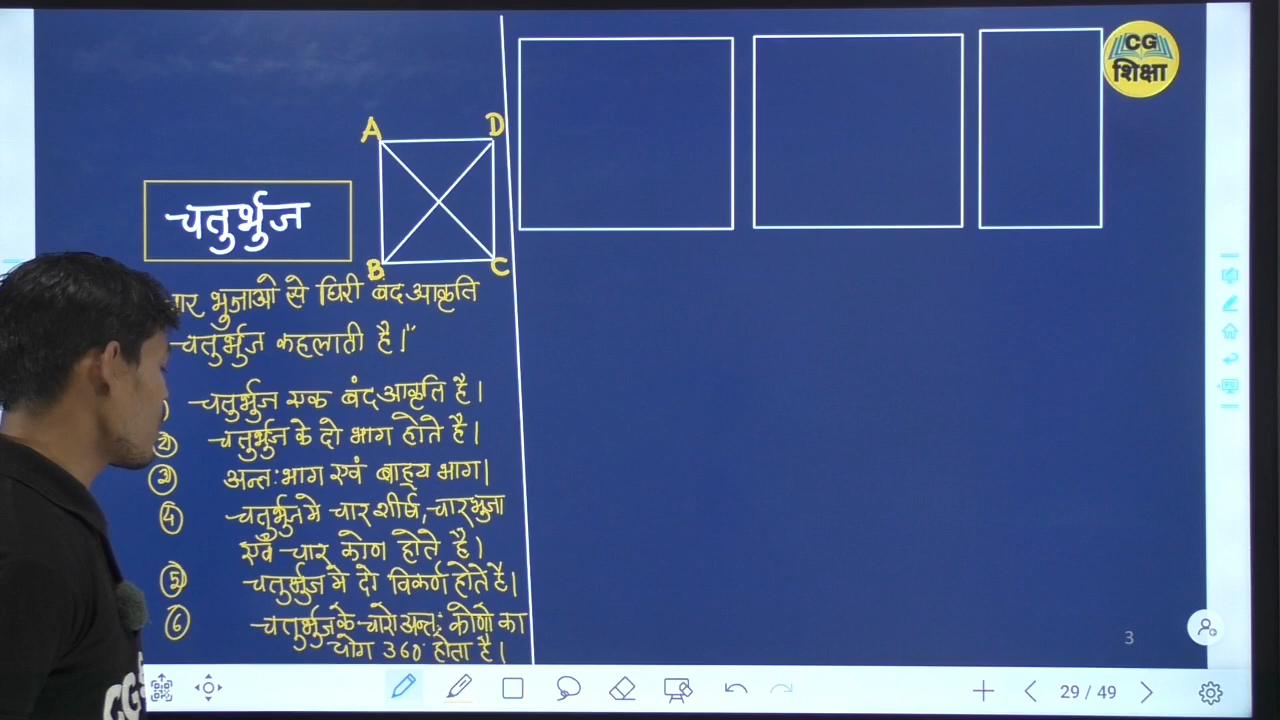 CG
शिक्षा
A
D
चतुर्भुज
B
C
चार भुजाओ से घिरी बंद आकृति
चतुर्भुज कहलाती है।"
चतुर्भुज एक बंद आकृति है।
② चतुर्भुज के दो भाग होते है।
③ अन्तःभाग एवं बाह्य भाग।
④ चतुर्भुज मे चार शीर्ष, चार भुजा
एवं चार कोण होते है।
⑤ चतुर्भुज मे दो विकर्ण होते है।
⑥ चतुर्भुज के चारो अन्तः कोणो का
योग 360° होता है।
3
29 / 49
CG